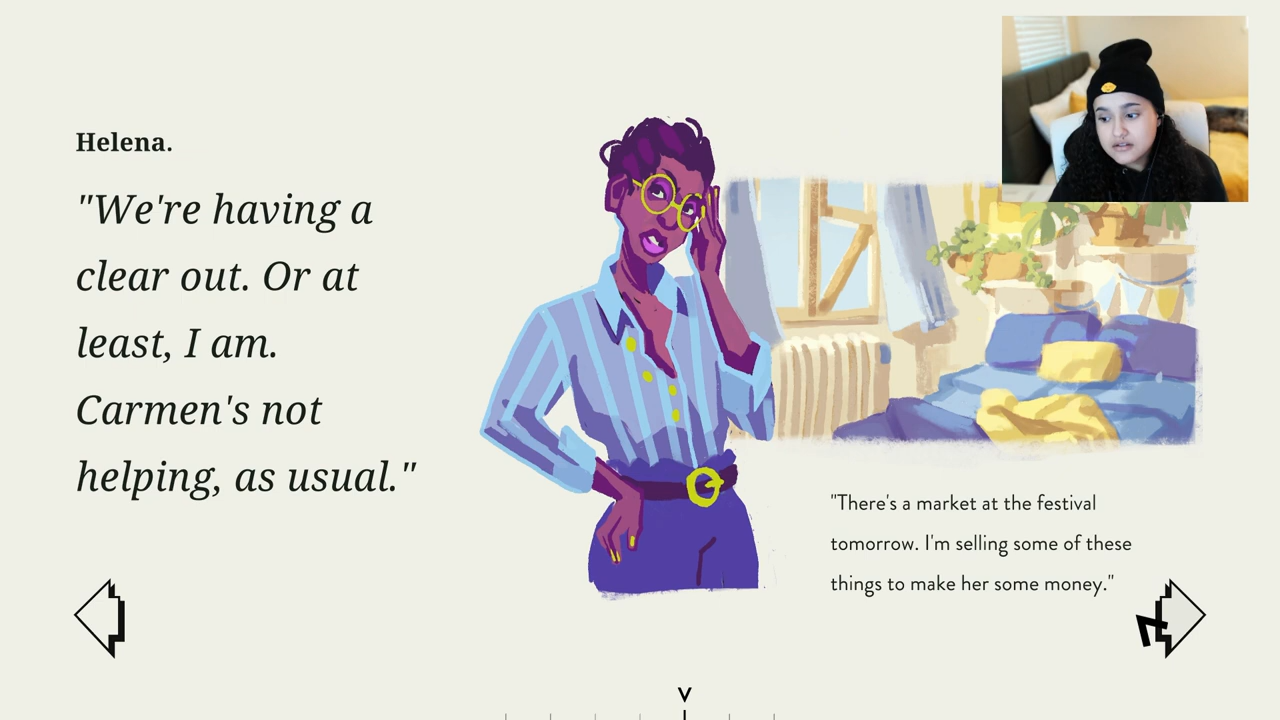 Helena.
"We're having a
clear out. Or at
least, I am.
Carmen's not
helping, as usual."
"There's a market at the festival
tomorrow. I'm selling some of these
things to make her some money."